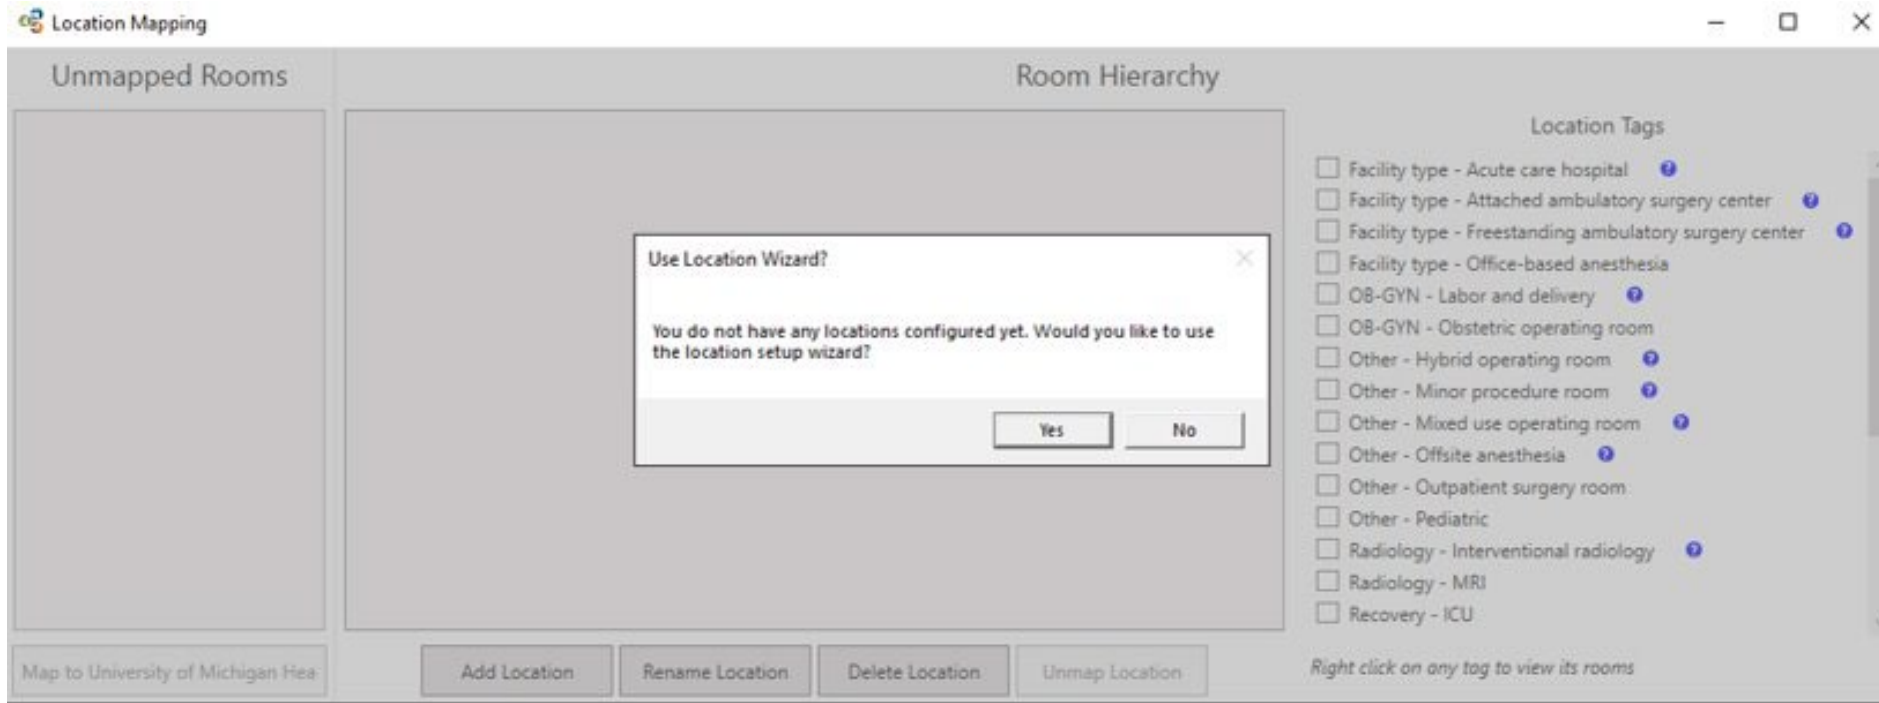 Location Mapping
Unmapped Rooms
Room Hierarchy
Location Tags
Facility type - Acute care hospital
Facility type - Attached ambulatory surgery center
Facility type - Freestanding ambulatory surgery center
Facility type - Office-based anesthesia
OB-GYN - Labor and delivery
OB-GYN - Obstetric operating room
Other - Hybrid operating room
Other - Minor procedure room
Other - Mixed use operating room
Other - Offsite anesthesia
Other - Outpatient surgery room
Other - Pediatric
Radiology - Interventional radiology
Radiology - MRI
Recovery - ICU
Use Location Wizard?
You do not have any locations configured yet. Would you like to use
the location setup wizard?
Yes No
Map to University of Michigan Hea
Add Location
Rename Location
Delete Location
Unmap Location
Right click on any tag to view its rooms